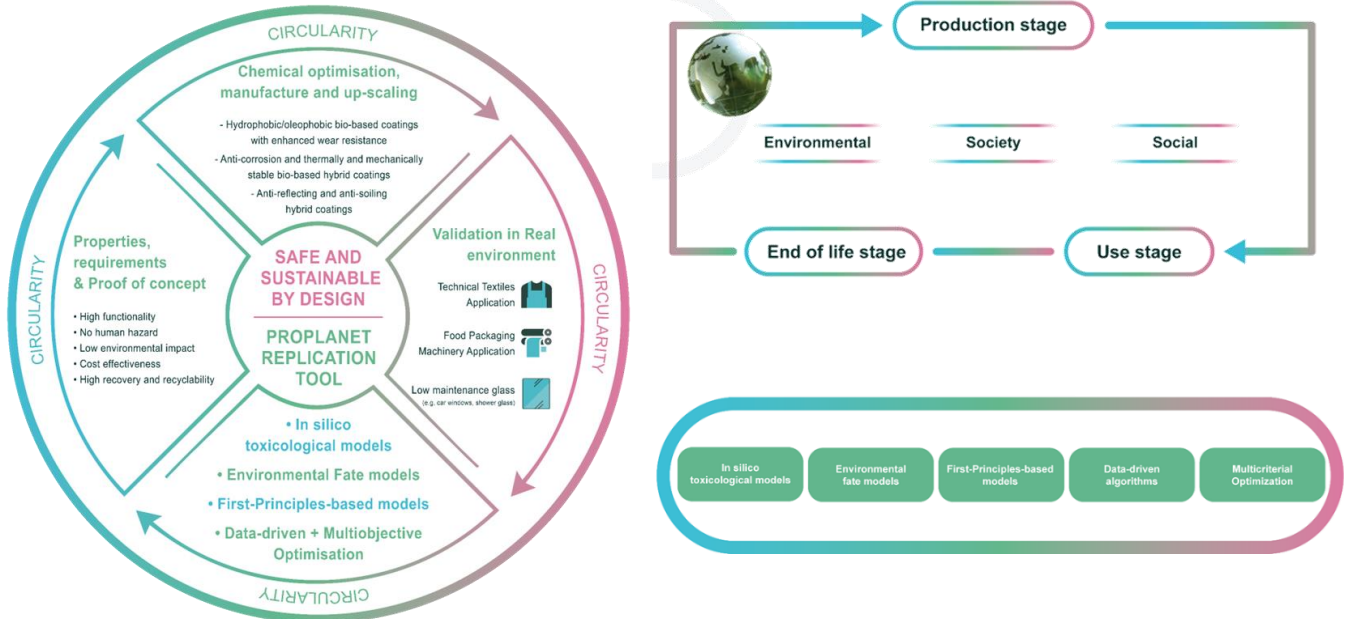 CIRCULARITY
Chemical optimisation,
manufacture and up-scaling
- Hydrophobic/oleophobic bio-based coatings
with enhanced wear resistance
- Anti-corrosion and thermally and mechanically
stable bio-based hybrid coatings
- Anti-reflecting and anti-soiling
hybrid coatings
CIRCULARITY
Properties,
requirements
& Proof of concept
• High functionality
• No human hazard
• Low environmental impact
• Cost effectiveness
• High recovery and recyclability
SAFE AND
SUSTAINABLE
BY DESIGN
PROPLANET
REPLICATION
TOOL
Validation in Real
environment
Technical Textiles
Application
Food Packaging
Machinery Application
Low maintenance glass
(e.g, car windows, shower glass)
CIRCULARITY
• In silico
toxicological models
• Environmental Fate models
• First-Principles-based models
• Data-driven + Multiobjective
Optimisation
CIRCULARITY
Production stage
Environmental
Society
Social
End of life stage
Use stage
In silico
toxicological models
Environmental
fate models
First-Principles-based
models
Data-driven
algorithms
Multicriterial
Optimization